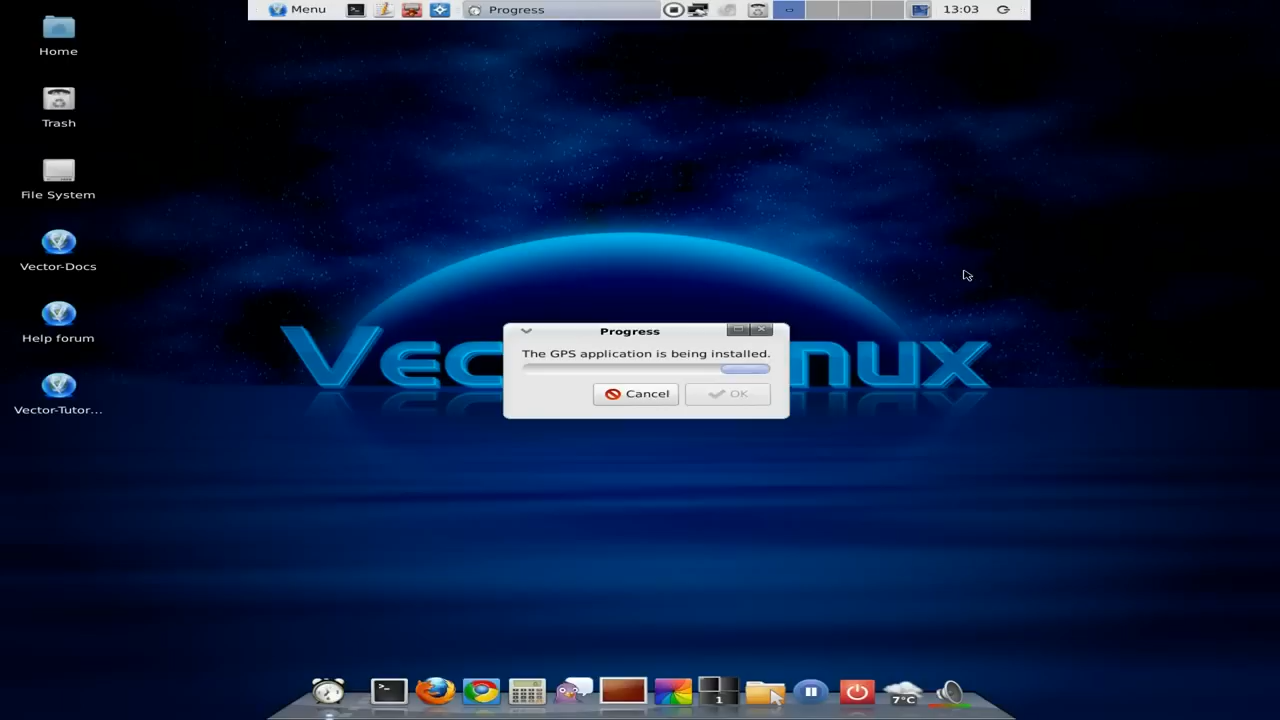 Menu
Progress
13:03
Home
Trash
File System
Vector-Docs
Help forum
Vector-Tutor...
Progress
The GPS application is being installed.
Cancel
OK
1
7°C